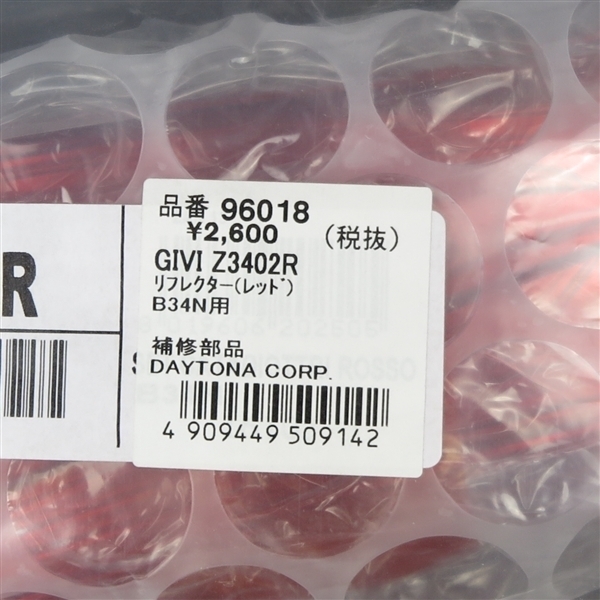 品番 96018
¥2,600 (税抜)
GIVI Z3402R
リフレクター(レッド)
B34N用
補修部品
DAYTONA CORP.
4 909449 509142
R
ROSSO